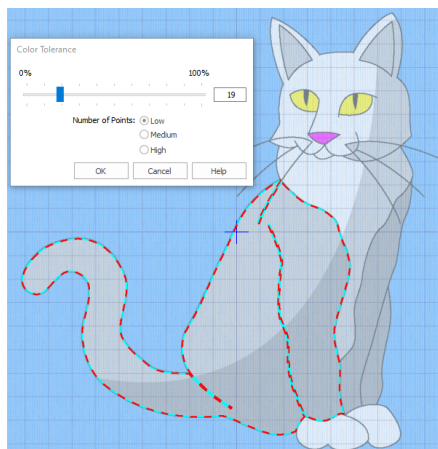 Color Tolerance
0% 100%
19
Number of Points: Low
Medium
High
OK Cancel Help